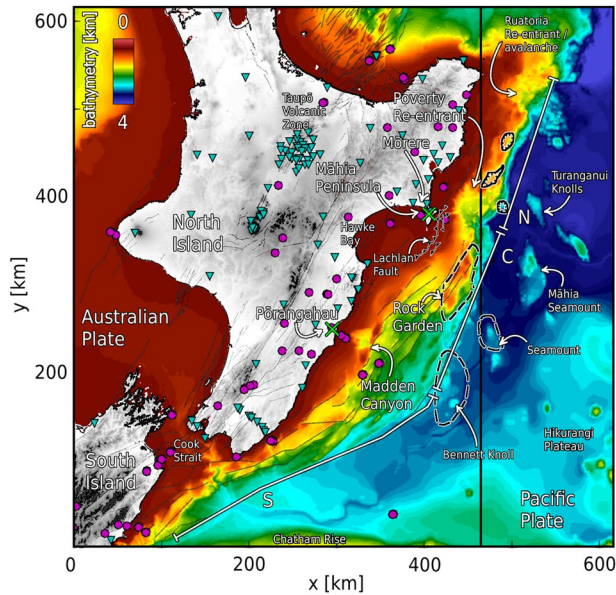 600
0
bathymetry [km]
4
Ruatoria
Re-entrant /
avalanche
Taupō
Volcanic
Zone
Poverty
Re-entrant
Mōrere
Māhia
Peninsula
Turanganui
Knolls
400
North
Island
Hawke
Bay
N
C
Lachlan
Fault
Māhia
Seamount
y [km]
Australian
Plate
Pōrangahau
Rock
Garden
Seamount
200
Madden
Canyon
Cook
Strait
Bennett Knoll
Hikurangi
Plateau
South
Island
S
Pacific
Plate
Chatham Rise
0
0
200
400
600
x [km]